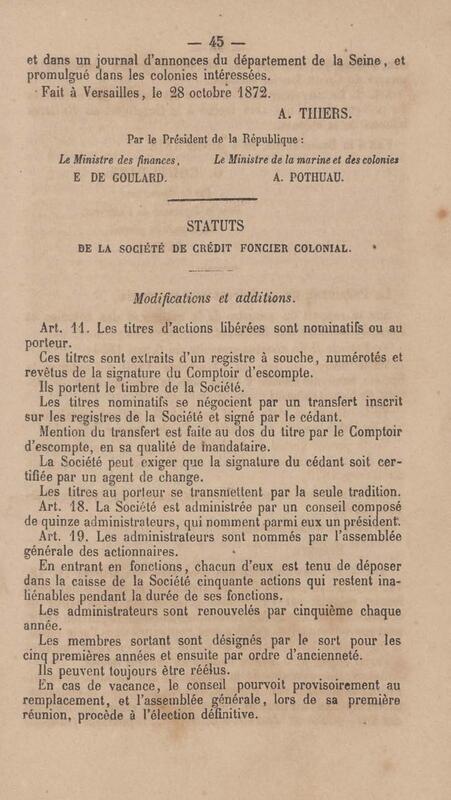 — 45 —
et dans un journal d'annonces du département de la Seine, et
promulgué dans les colonies intéressées.
Fait à Versailles, le 28 octobre 1872.
A. THIERS.
Par le Président de la République :
Le Ministre des finances, Le Ministre de la marine et des colonies
E DE GOULARD. A. POTHUAU.
STATUTS
DE LA SOCIÉTÉ DE CRÉDIT FONCIER COLONIAL.
Modifications et additions.
Art. 11. Les titres d'actions libérées sont nominatifs ou au
porteur.
Ces titres sont extraits d'un registre à souche, numérotés et
revêtus de la signature du Comptoir d'escompte.
Ils portent le timbre de la Société.
Les titres nominatifs se négocient par un transfert inscrit
sur les registres de la Société et signé par le cédant.
Mention du transfert est faite au dos du titre par le Comptoir
d'escompte, en sa qualité de mandataire.
La Société peut exiger que la signature du cédant soit cer-
tifiée par un agent de change.
Les titres au porteur se transmettent par la seule tradition.
Art. 18. La Société est administrée par un conseil composé
de quinze administrateurs, qui nomment parmi eux un président.
Art. 19. Les administrateurs sont nommés par l'assemblée
générale des actionnaires.
En entrant en fonctions, chacun d'eux est tenu de déposer
dans la caisse de la Société cinquante actions qui restent ina-
liénables pendant la durée de ses fonctions.
Les administrateurs sont renouvelés par cinquième chaque
année.
Les membres sortant sont désignés par le sort pour les
cinq premières années et ensuite par ordre d'ancienneté.
Ils peuvent toujours être réélus.
En cas de vacance, le conseil pourvoit provisoirement au
remplacement, et l'assemblée générale, lors de sa première
réunion, procède à l'élection définitive.